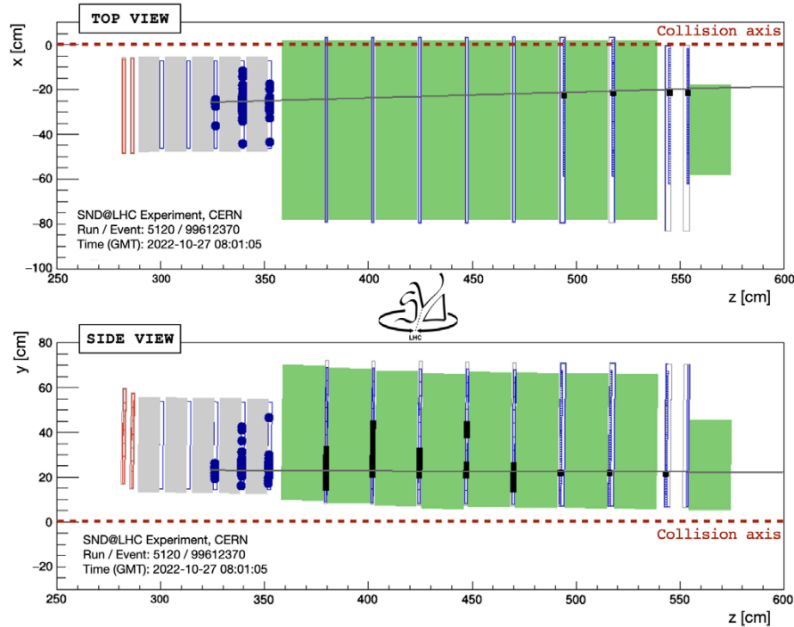 TOP VIEW
Collision axis
x [cm]
0
−20
−40
−60
−80
−100
SND@LHC Experiment, CERN
Run / Event: 5120 / 99612370
Time (GMT): 2022-10-27 08:01:05
250 300 350 400 450 500 550 600
z [cm]
LHC
SIDE VIEW
y [cm]
80
60
40
20
0
−20
Collision axis
SND@LHC Experiment, CERN
Run / Event: 5120 / 99612370
Time (GMT): 2022-10-27 08:01:05
250 300 350 400 450 500 550 600
z [cm]